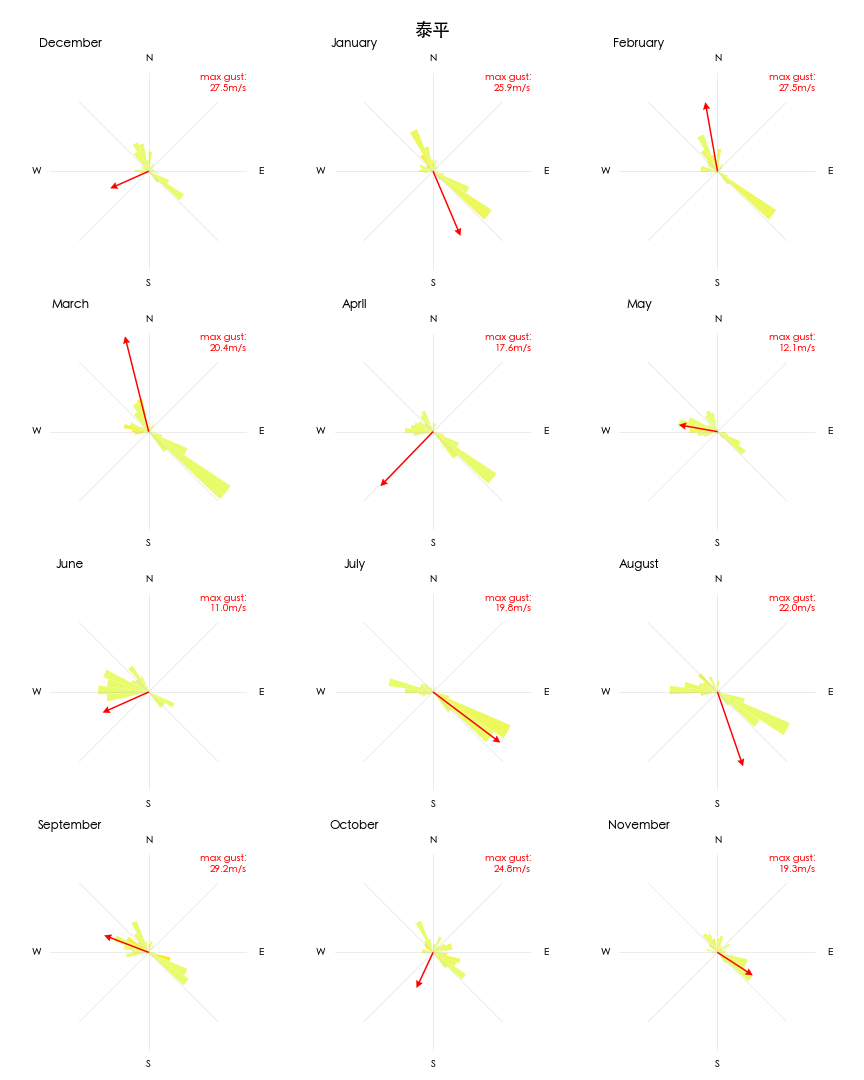 泰平
December
N
max gust:
27.5m/s
W
E
S
January
N
max gust:
25.9m/s
W
E
S
February
N
max gust:
27.5m/s
W
E
S
March
N
max gust:
20.4m/s
W
E
S
April
N
max gust:
17.6m/s
W
E
S
May
N
max gust:
12.1m/s
W
E
S
June
N
max gust:
11.0m/s
W
E
S
July
N
max gust:
19.8m/s
W
E
S
August
N
max gust:
22.0m/s
W
E
S
September
N
max gust:
29.2m/s
W
E
S
October
N
max gust:
24.8m/s
W
E
S
November
N
max gust:
19.3m/s
W
E
S